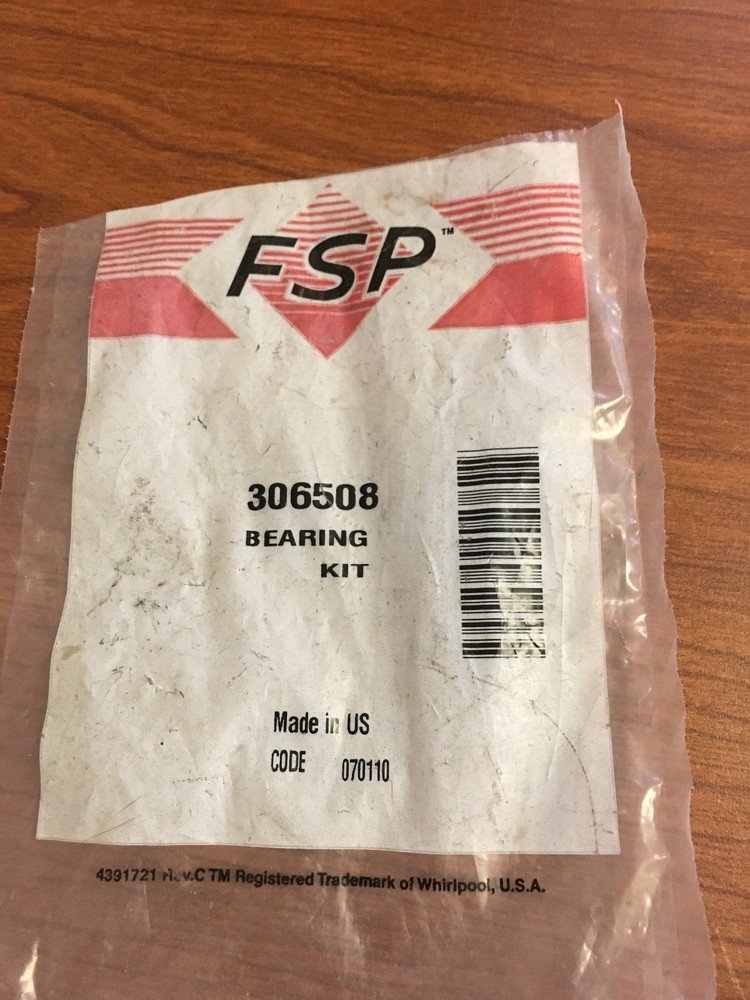 FSP™
306508
BEARING
KIT
Made in US
CODE 070110
4391721 Rev.C TM Registered Trademark of Whirlpool, U.S.A.